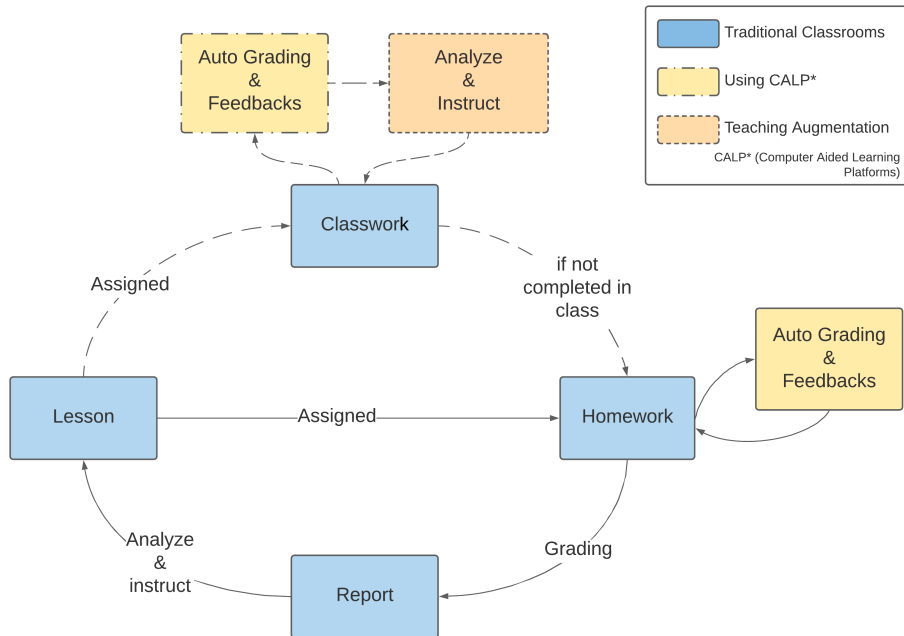 Auto Grading
&
Feedbacks
Analyze
&
Instruct
Traditional Classrooms
Using CALP*
Teaching Augmentation
CALP* (Computer Aided Learning
Platforms)
Classwork
Assigned
if not
completed in
class
Auto Grading
&
Feedbacks
Lesson
Assigned
Homework
Analyze
&
instruct
Grading
Report